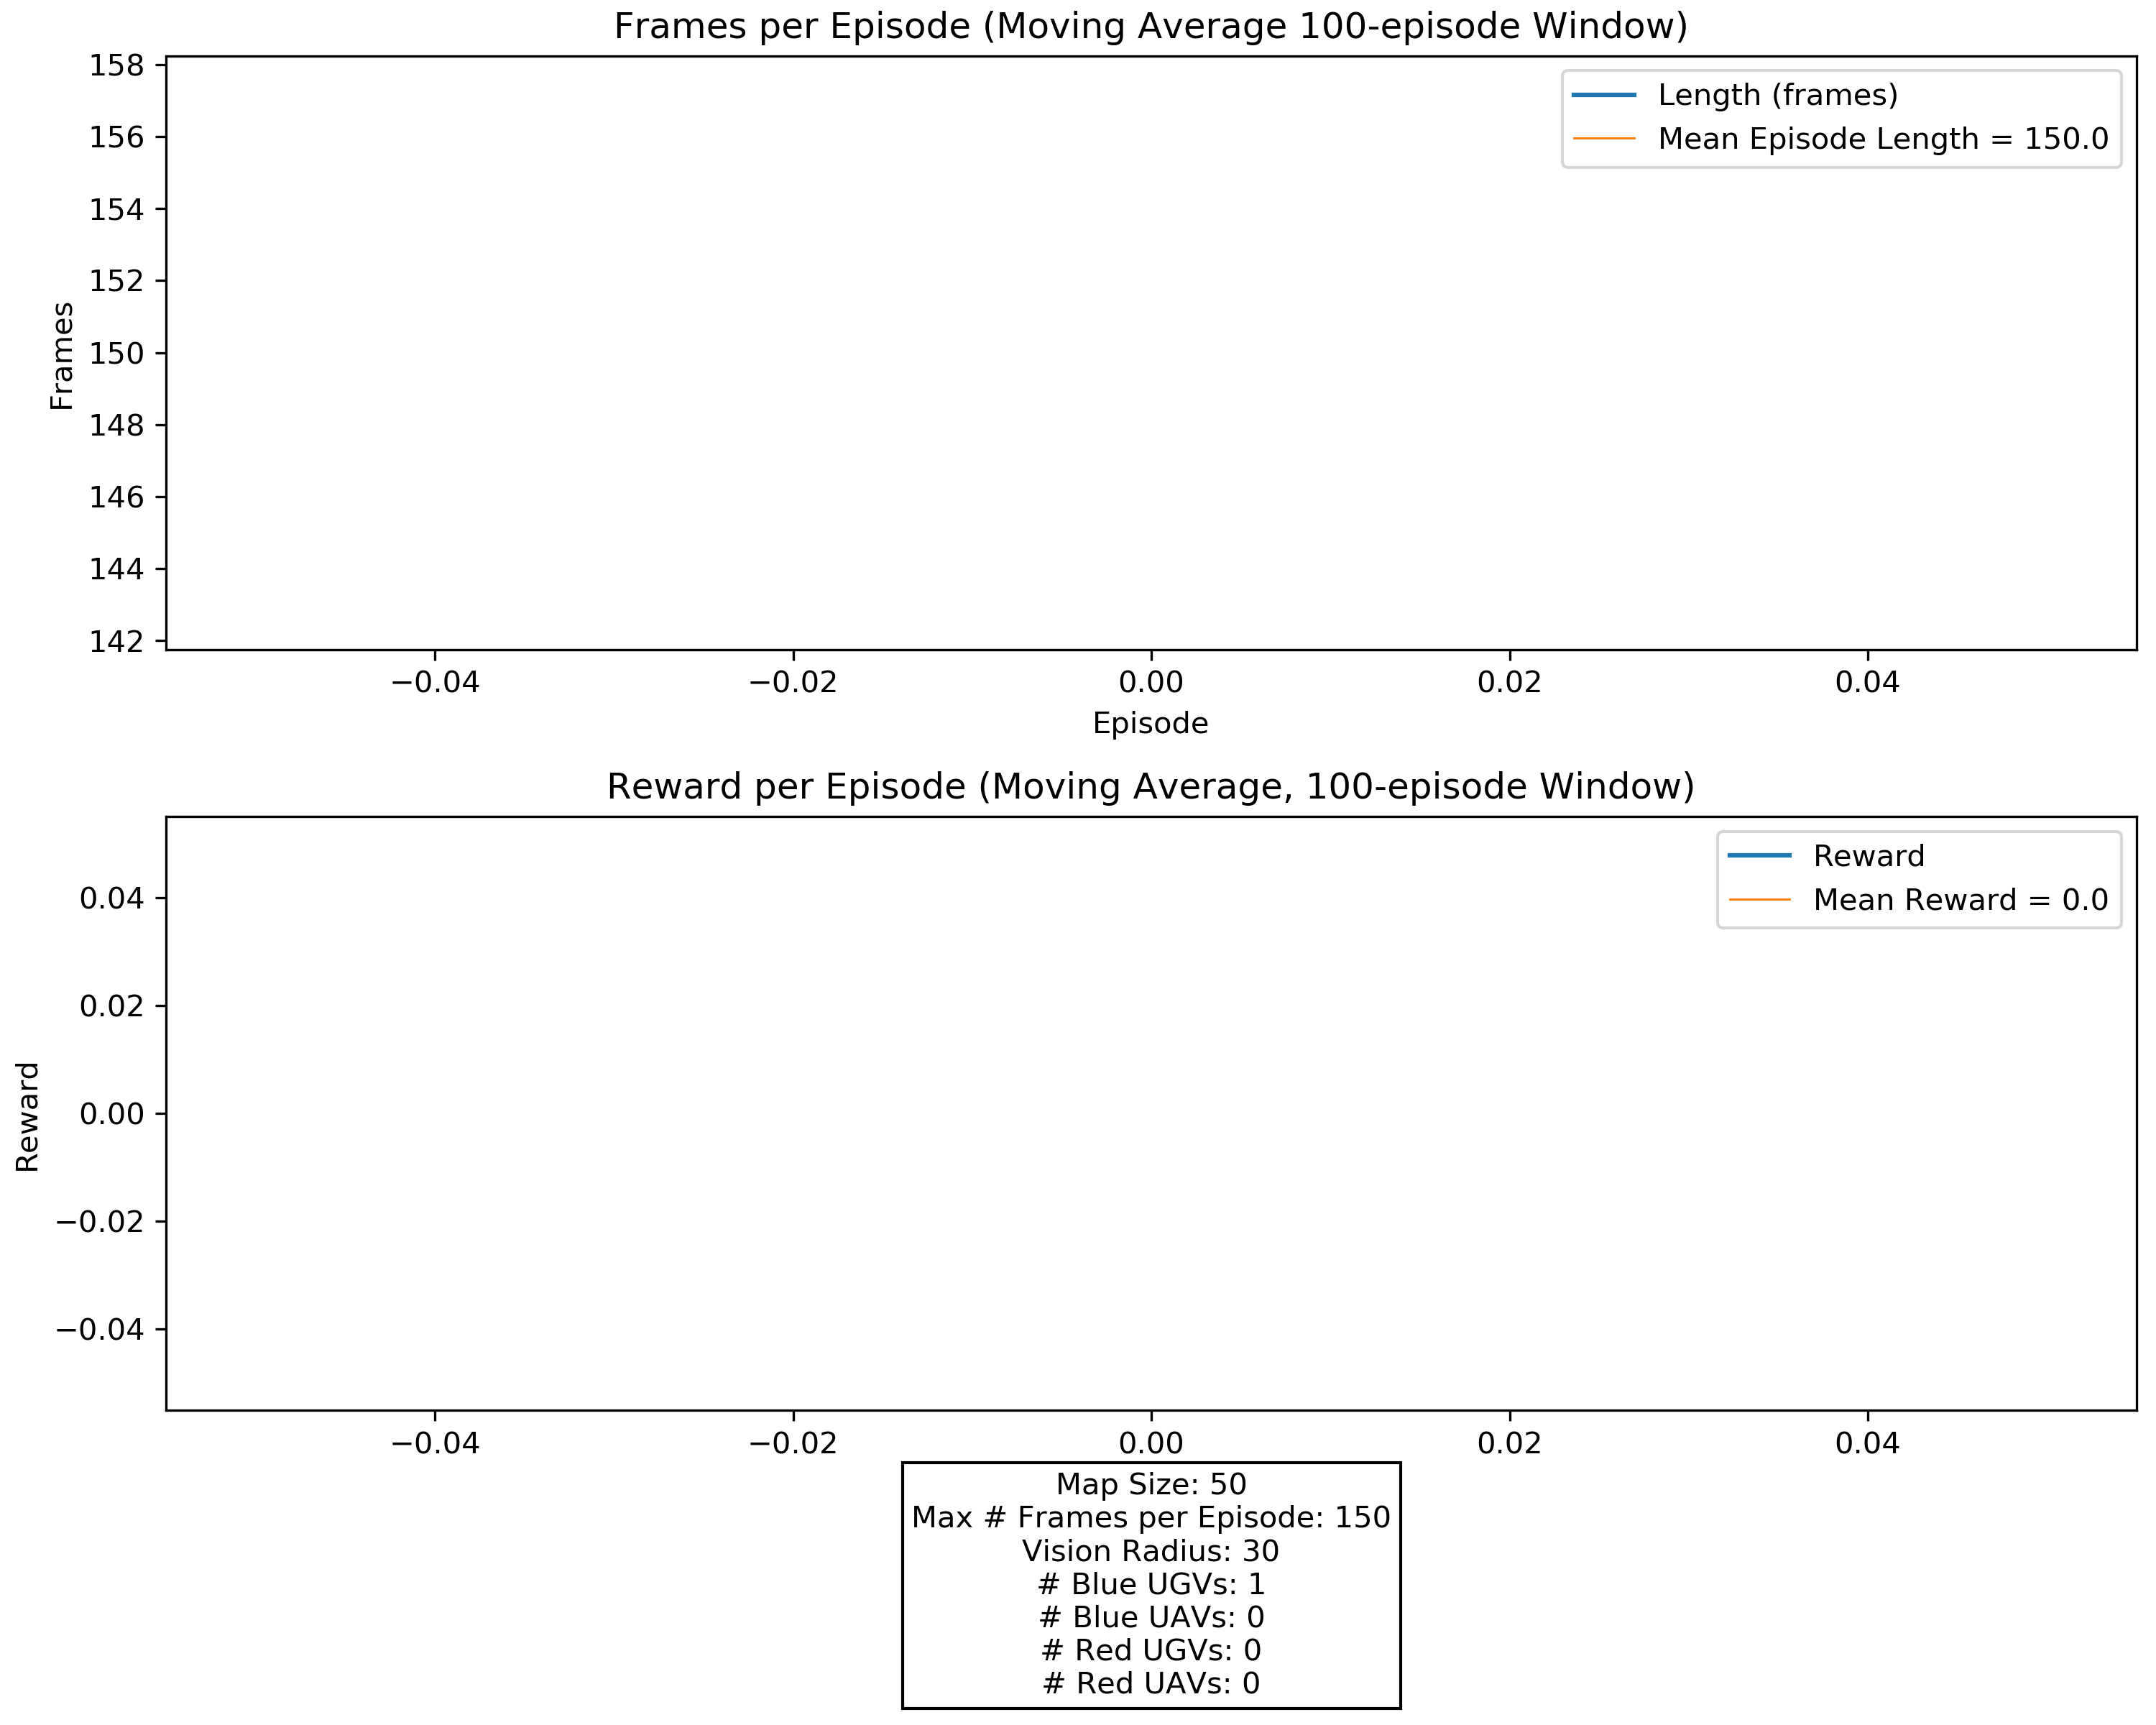 Frames per Episode (Moving Average 100-episode Window)
158
156
154
152
150
148
146
144
142
Frames
Length (frames)
Mean Episode Length = 150.0
−0.04 −0.02 0.00 0.02 0.04
Episode
Reward per Episode (Moving Average, 100-episode Window)
0.04
0.02
0.00
−0.02
−0.04
Reward
Reward
Mean Reward = 0.0
−0.04 −0.02 0.00 0.02 0.04
Map Size: 50
Max # Frames per Episode: 150
Vision Radius: 30
# Blue UGVs: 1
# Blue UAVs: 0
# Red UGVs: 0
# Red UAVs: 0